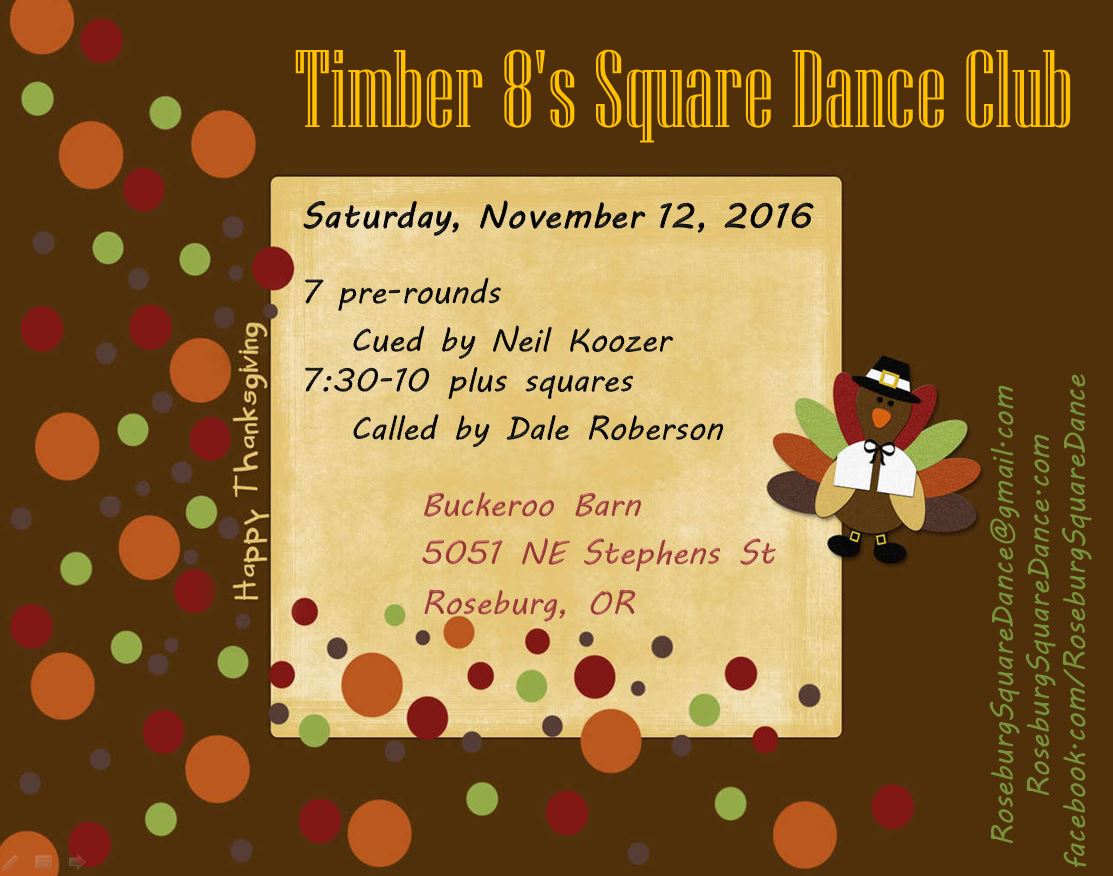 Timber 8's Square Dance Club
Saturday, November 12, 2016
7 pre-rounds
Cued by Neil Koozer
7:30-10 plus squares
Called by Dale Roberson
Buckeroo Barn
5051 NE Stephens St
Roseburg, OR
Happy Thanksgiving
RoseburgSquareDance@gmail.com
RoseburgSquareDance.com
facebook.com/RoseburgSquareDance